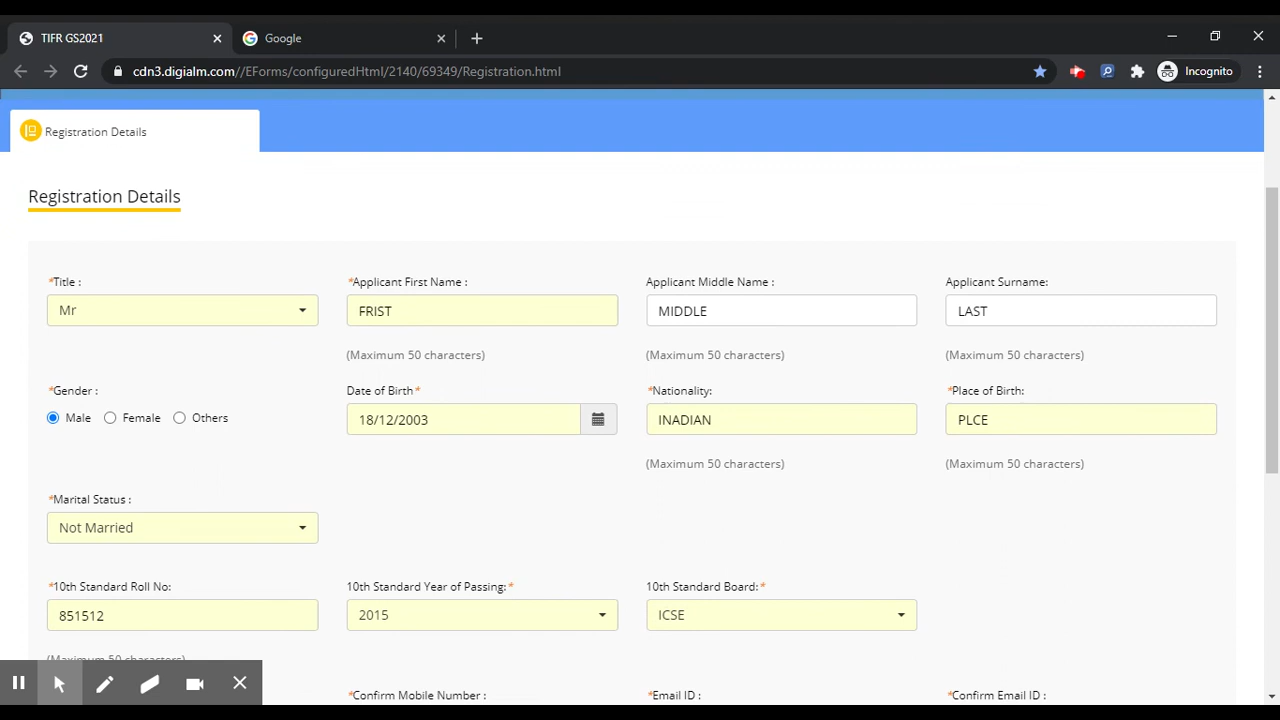 TIFR GS2021
Google
cdn3.digialm.com//EForms/configuredHtml/2140/69349/Registration.html
Incognito
Registration Details
Registration Details
*Title :
*Applicant First Name :
Applicant Middle Name :
Applicant Surname:
Mr
FRIST
MIDDLE
LAST
(Maximum 50 characters)
(Maximum 50 characters)
(Maximum 50 characters)
*Gender :
Date of Birth*
*Nationality:
*Place of Birth:
Male Female Others
18/12/2003
INADIAN
PLCE
(Maximum 50 characters)
(Maximum 50 characters)
*Marital Status :
Not Married
*10th Standard Roll No:
10th Standard Year of Passing:*
10th Standard Board:*
851512
2015
ICSE
(Maximum 50 characters)
*Confirm Mobile Number :
*Email ID :
*Confirm Email ID :